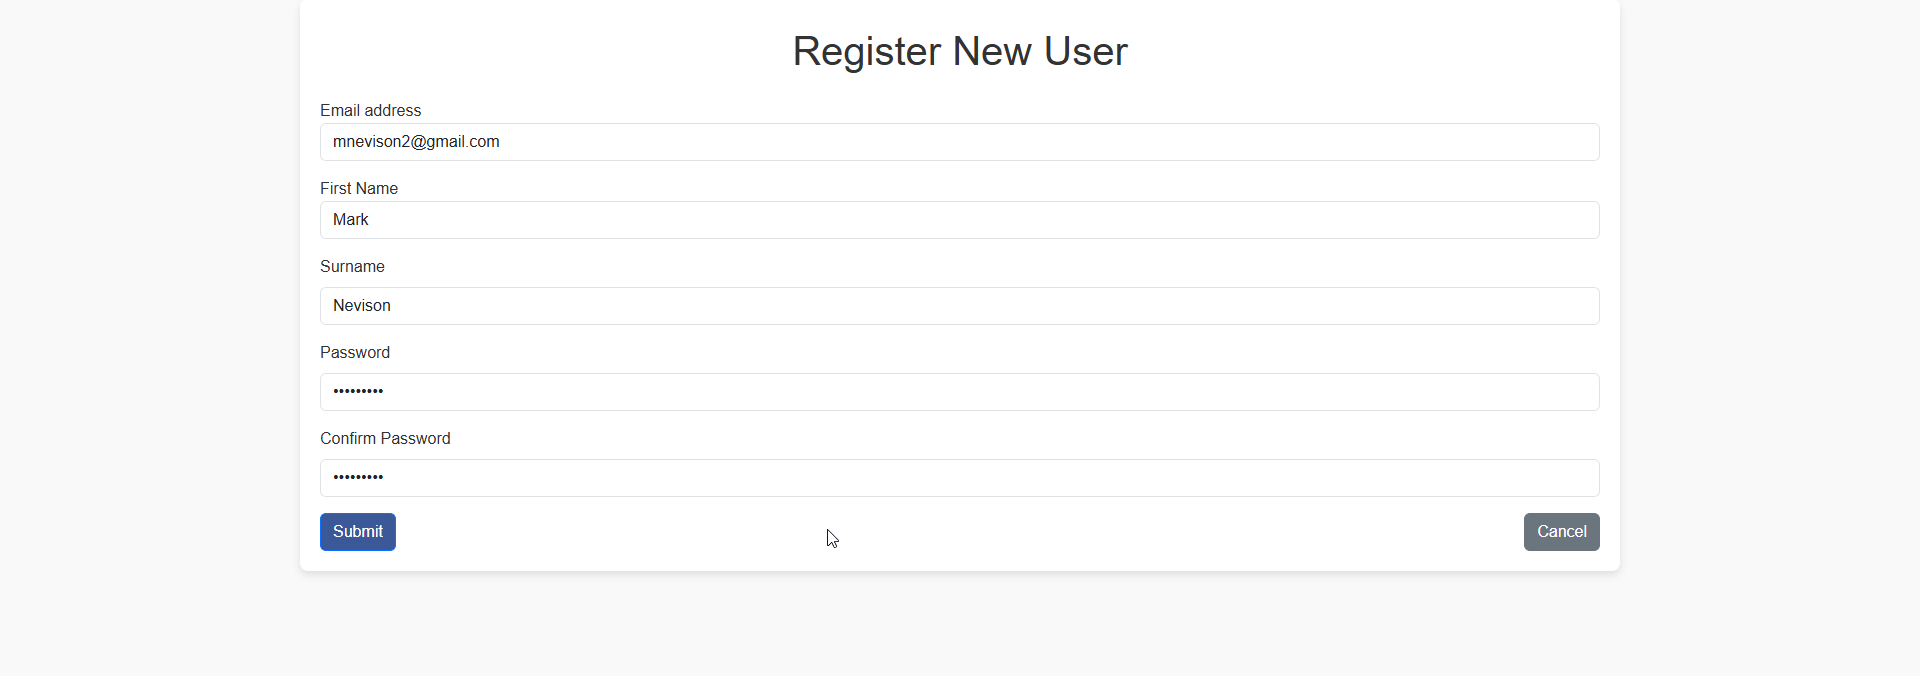 Register New User
Email address
mnevison2@gmail.com
First Name
Mark
Surname
Nevison
Password
•••••••••
Confirm Password
•••••••••
Submit Cancel